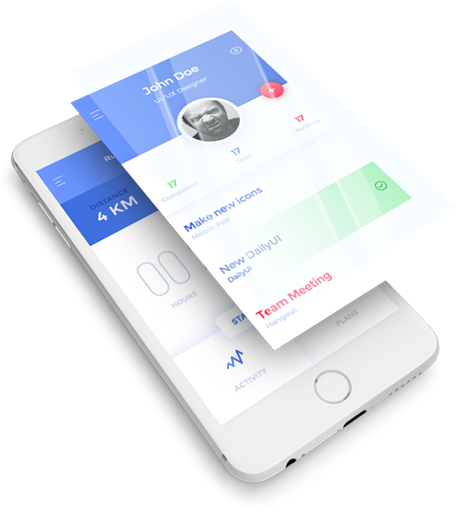 John Doe
UI/ UX Designer
17
Completed
17
Total
17
Pending
Make new icons
Mobile App
New DailyUI
DailyUI
Team Meeting
Hangout
DISTANCE
4 KM
00
HOURS
ACTIVITY
PLANS